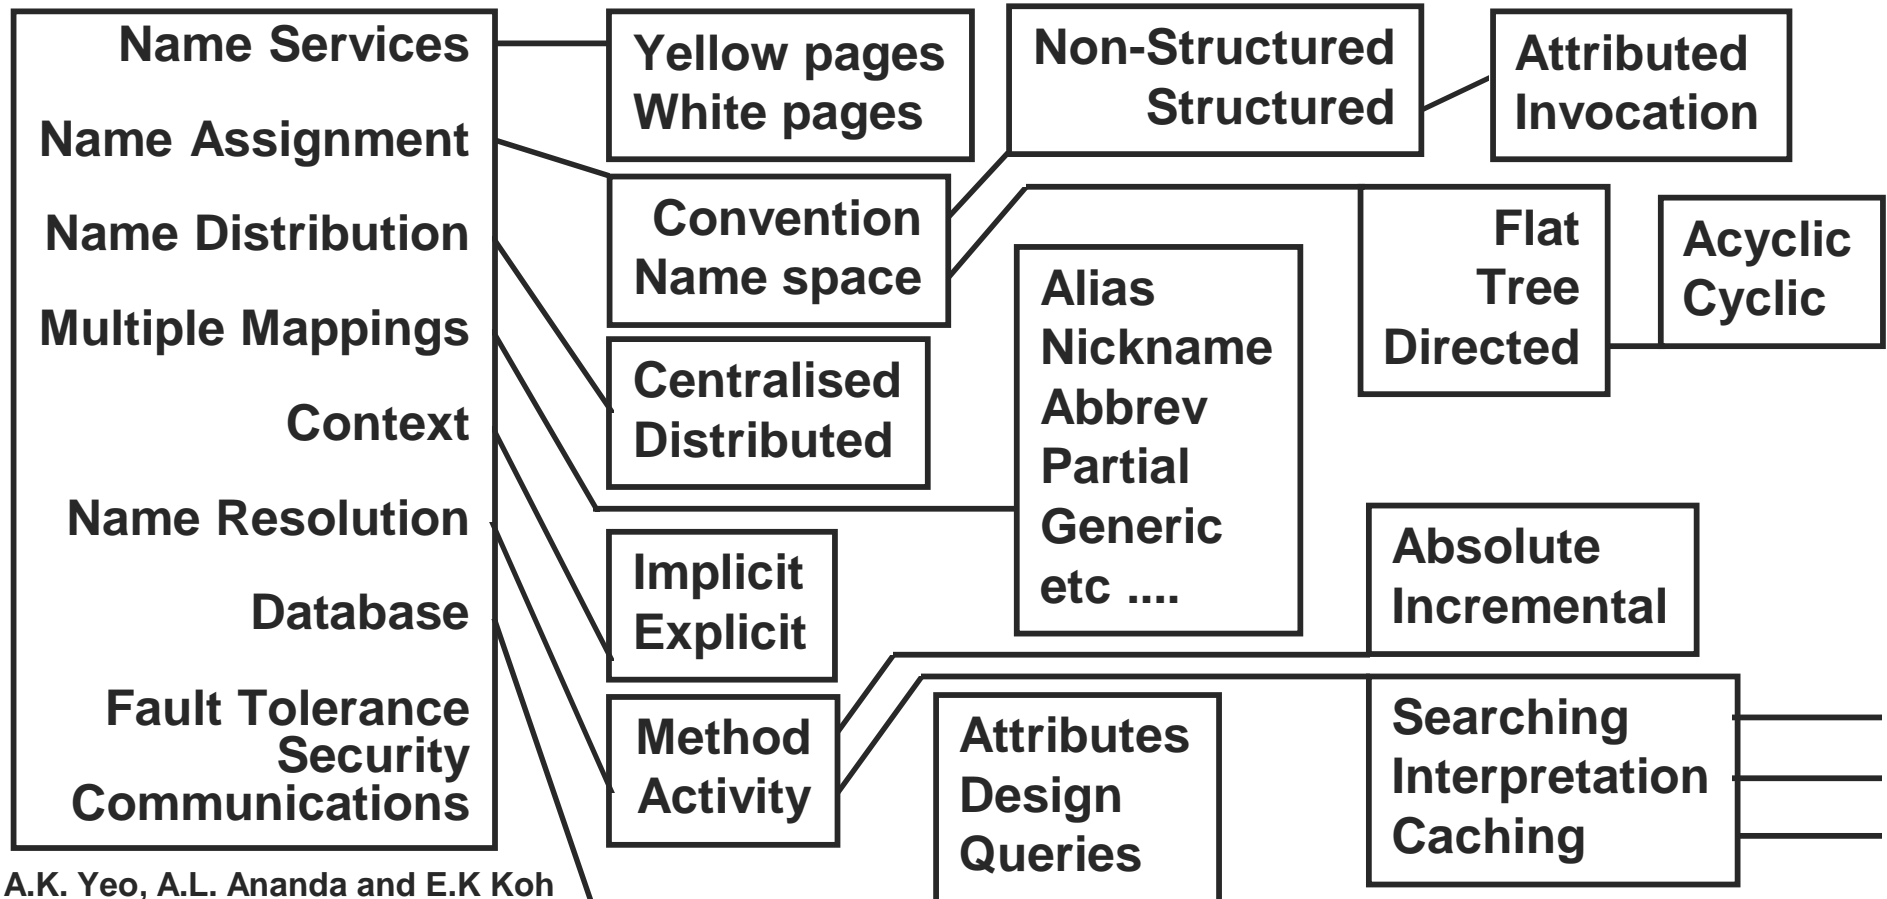 Name Services
Name Assignment
Name Distribution
Multiple Mappings
Context
Name Resolution
Database
Fault Tolerance
Security
Communications
Yellow pages
White pages
Convention
Name space
Centralised
Distributed
Implicit
Explicit
Method
Activity
Non-Structured
Structured
Attributed
Invocation
Flat
Tree
Directed
Acyclic
Cyclic
Alias
Nickname
Abbrev
Partial
Generic
etc ....
Absolute
Incremental
Searching
Interpretation
Caching
Attributes
Design
Queries
A.K. Yeo, A.L. Ananda and E.K Koh